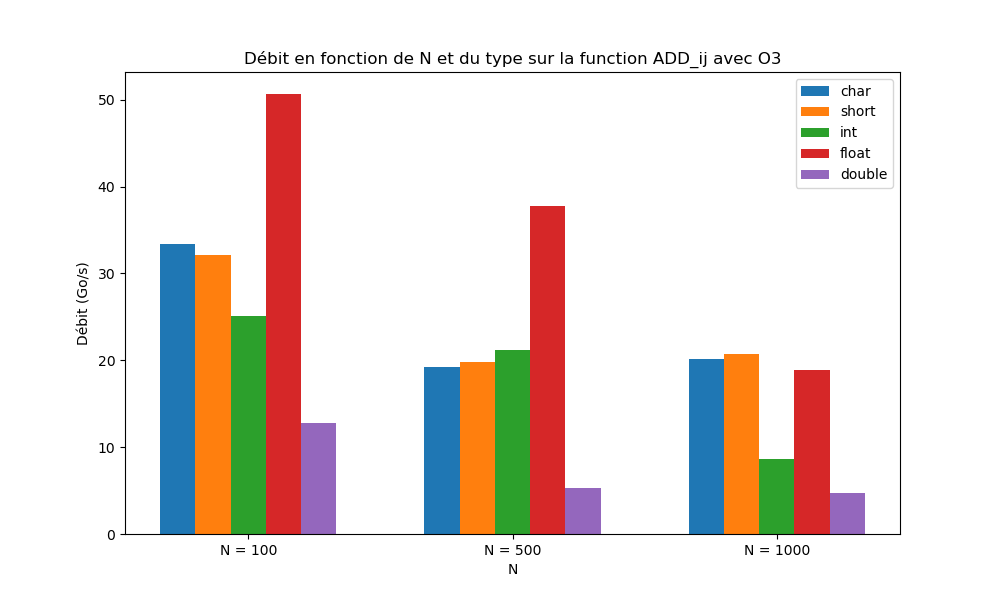 Débit en fonction de N et du type sur la function ADD_ij avec O3
char
short
int
float
double
Débit (Go/s)
50
40
30
20
10
0
N = 100
N = 500
N = 1000
N